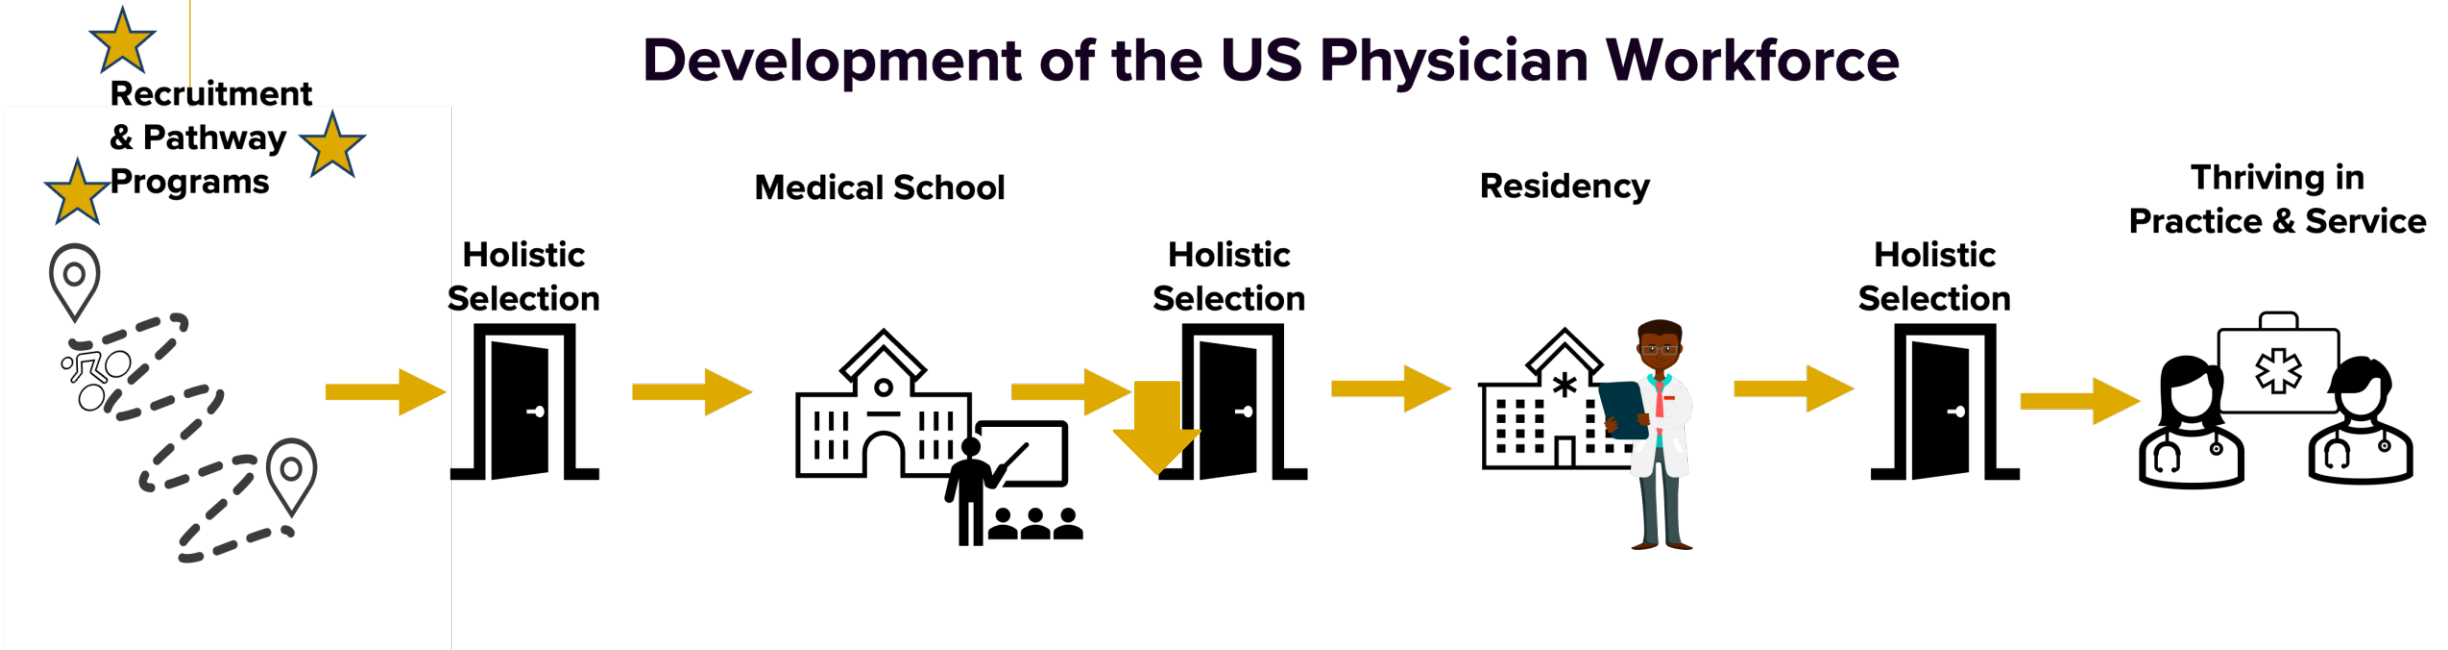 Development of the US Physician Workforce
Recruitment
& Pathway
Programs
Holistic
Selection
Medical School
Holistic
Selection
Residency
Holistic
Selection
Thriving in
Practice & Service